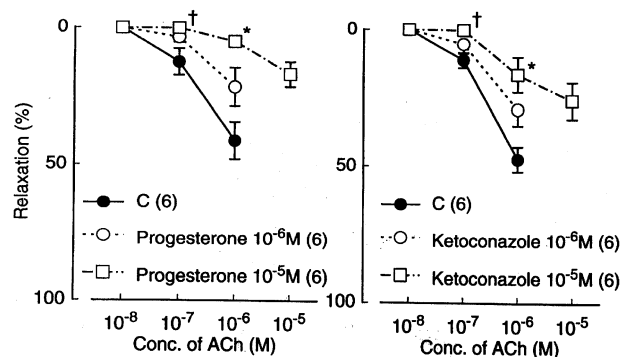 0
50
100
Relaxation (%)
†
*
C (6)
Progesterone 10⁻⁶M (6)
Progesterone 10⁻⁵M (6)
10⁻⁸ 10⁻⁷ 10⁻⁶ 10⁻⁵
Conc. of ACh (M)
0
50
100
†
*
C (6)
Ketoconazole 10⁻⁶M (6)
Ketoconazole 10⁻⁵M (6)
10⁻⁸ 10⁻⁷ 10⁻⁶ 10⁻⁵
Conc. of ACh (M)